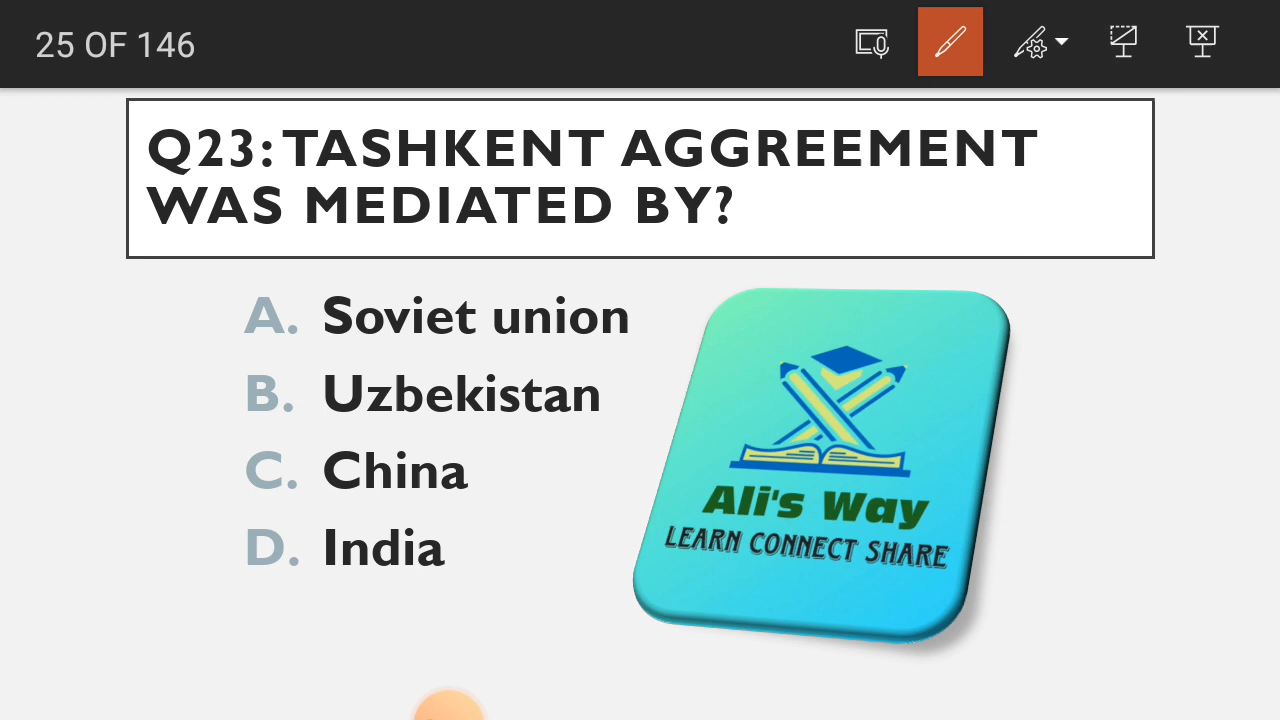 25 OF 146
Q23: TASHKENT AGGREEMENT
WAS MEDIATED BY?
A. Soviet union
B. Uzbekistan
C. China
D. India
Ali's Way
LEARN CONNECT SHARE